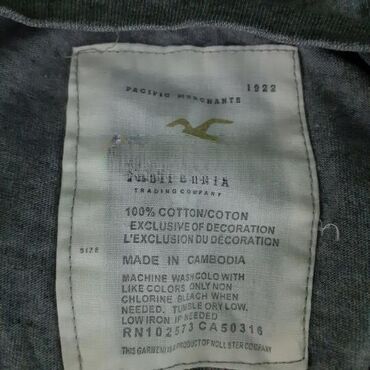 PACIFIC MERCHANTS 1922
TRADING COMPANY
100% COTTON/COTON
EXCLUSIVE OF DECORATION
L'EXCLUSION DU DÉCORATION
SIZE
MADE IN CAMBODIA
MACHINE WASH COLD WITH
LIKE COLORS ONLY NON
CHLORINE BLEACH WHEN
NEEDED. TUMBLE DRY LOW.
LOW IRON IF NEEDED
RN102573 CA50316
THIS GARMENT IS A PRODUCT OF HOLLISTER COMPANY